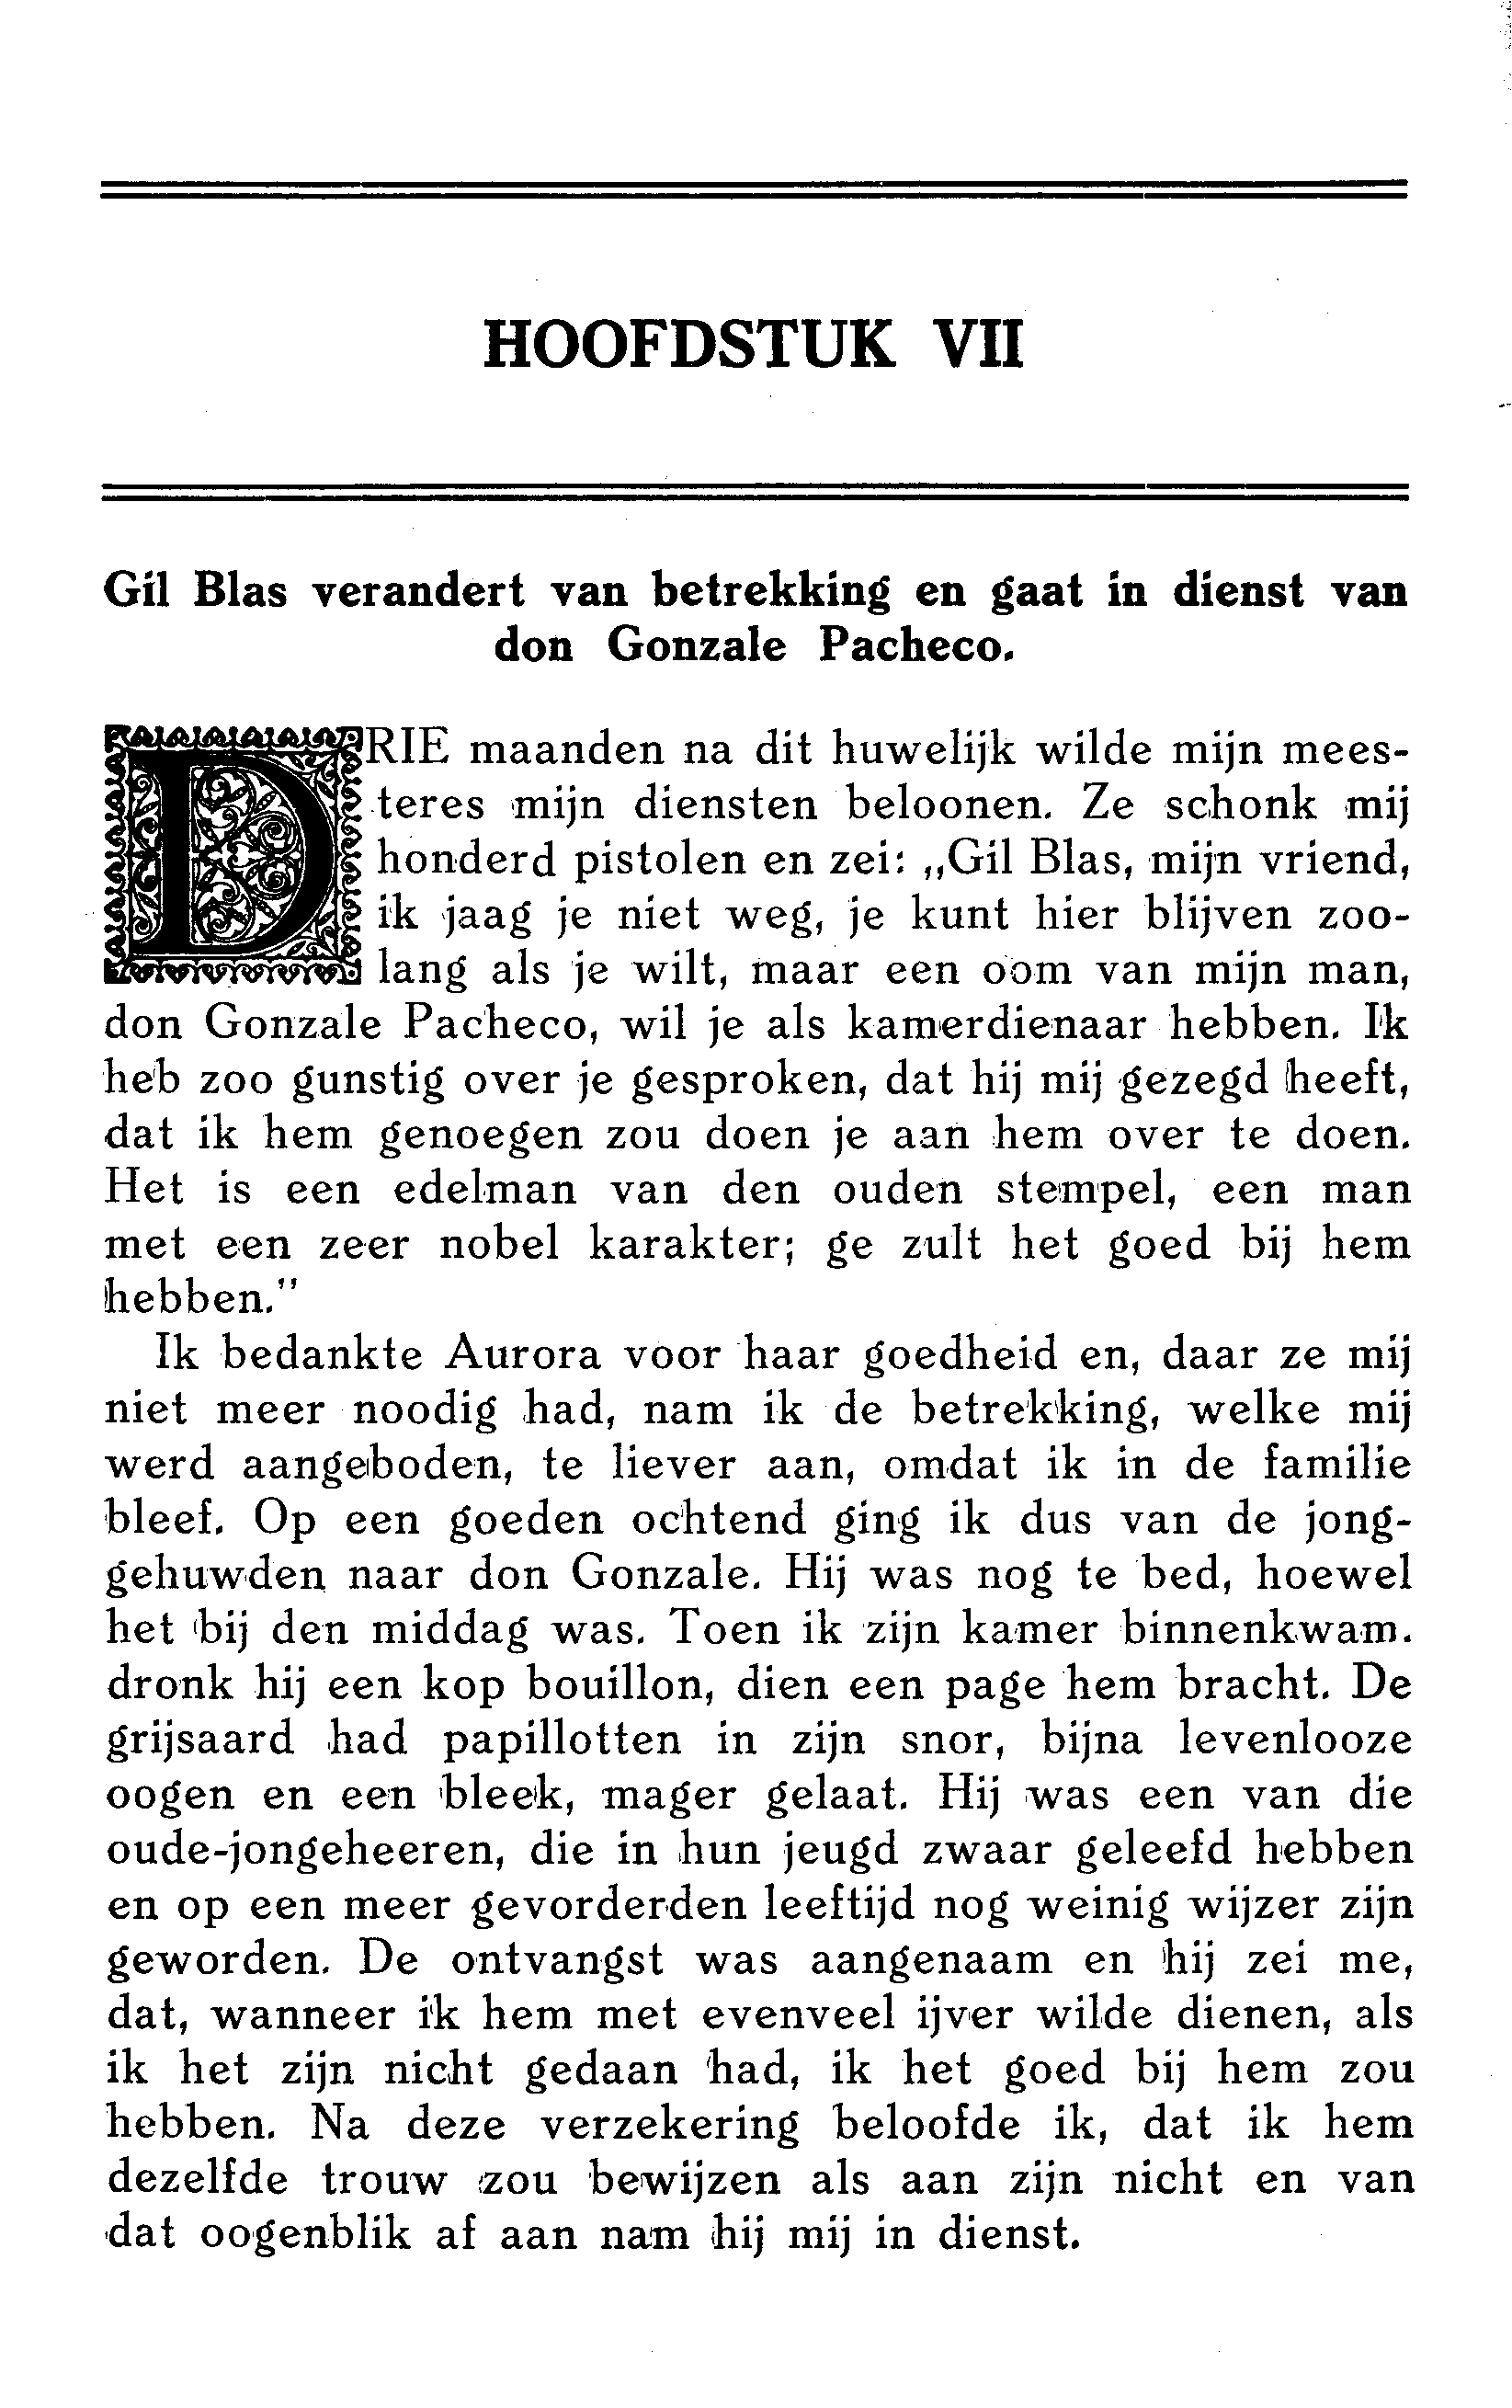 HOOFDSTUK VII
Gil Blas verandert van betrekking en gaat in dienst van
don Gonzale Pacheco.
DRIE maanden na dit huwelijk wilde mijn mees-
teres mijn diensten beloonen. Ze schonk mij
honderd pistolen en zei: „Gil Blas, mijn vriend,
ik jaag je niet weg, je kunt hier blijven zoo-
lang als je wilt, maar een oom van mijn man,
don Gonzale Pacheco, wil je als kamerdienaar hebben. Ik
heb zoo gunstig over je gesproken, dat hij mij gezegd heeft,
dat ik hem genoegen zou doen je aan hem over te doen.
Het is een edelman van den ouden stempel, een man
met een zeer nobel karakter; ge zult het goed bij hem
hebben."
Ik bedankte Aurora voor haar goedheid en, daar ze mij
niet meer noodig had, nam ik de betrekking, welke mij
werd aangeboden, te liever aan, omdat ik in de familie
bleef. Op een goeden ochtend ging ik dus van de jong-
gehuwden naar don Gonzale. Hij was nog te bed, hoewel
het bij den middag was. Toen ik zijn kamer binnenkwam.
dronk hij een kop bouillon, dien een page hem bracht. De
grijsaard had papillotten in zijn snor, bijna levenlooze
oogen en een bleek, mager gelaat. Hij was een van die
oude-jongeheeren, die in hun jeugd zwaar geleefd hebben
en op een meer gevorderden leeftijd nog weinig wijzer zijn
geworden. De ontvangst was aangenaam en hij zei me,
dat, wanneer ik hem met evenveel ijver wilde dienen, als
ik het zijn nicht gedaan had, ik het goed bij hem zou
hebben. Na deze verzekering beloofde ik, dat ik hem
dezelfde trouw zou bewijzen als aan zijn nicht en van
dat oogenblik af aan nam hij mij in dienst.